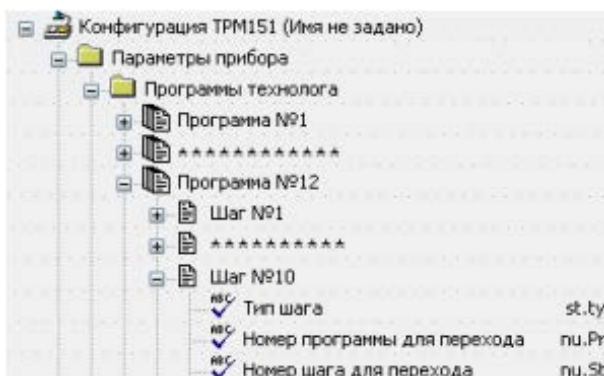 Конфигурация ТРМ151 (Имя не задано)
Параметры прибора
Программы технолога
Программа №1
************
Программа №12
Шаг №1
**********
Шаг №10
Тип шага st.ty
Номер программы для перехода nu.Pr
Номер шага для перехода nu.St